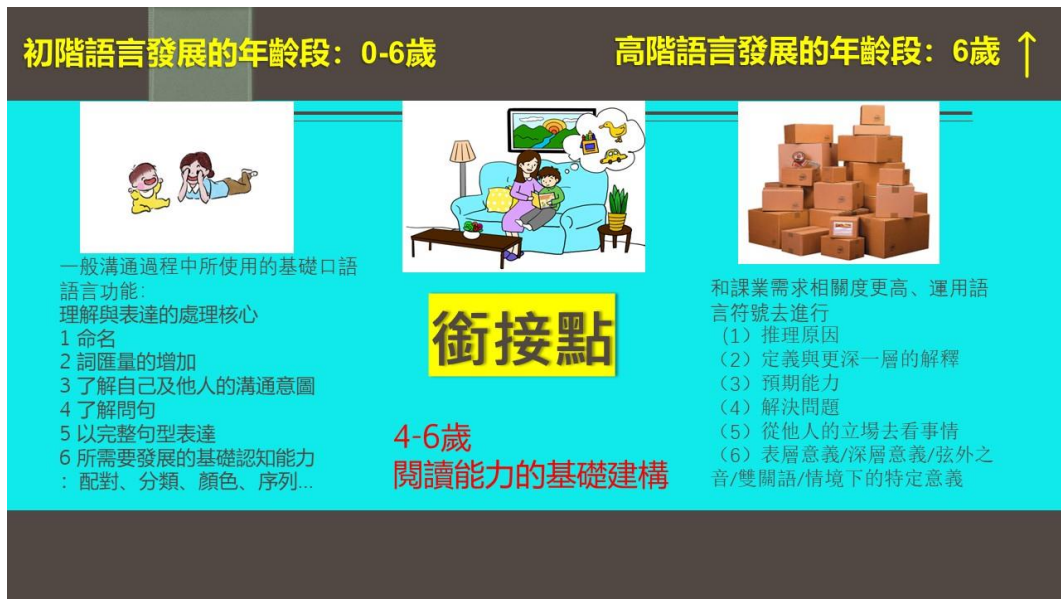 初階語言發展的年齡段：0-6歲
高階語言發展的年齡段：6歲
一般溝通過程中所使用的基礎口語
語言功能：
理解與表達的處理核心
1 命名
2 詞匯量的增加
3 了解自己及他人的溝通意圖
4 了解問句
5 以完整句型表達
6 所需要發展的基礎認知能力
：配對、分類、顏色、序列...
銜接點
4-6歲
閱讀能力的基礎建構
和課業需求相關度更高、運用語
言符號去進行
（1）推理原因
（2）定義與更深一層的解釋
（3）預期能力
（4）解決問題
（5）從他人的立場去看事情
（6）表層意義/深層意義/弦外之
音/雙關語/情境下的特定意義